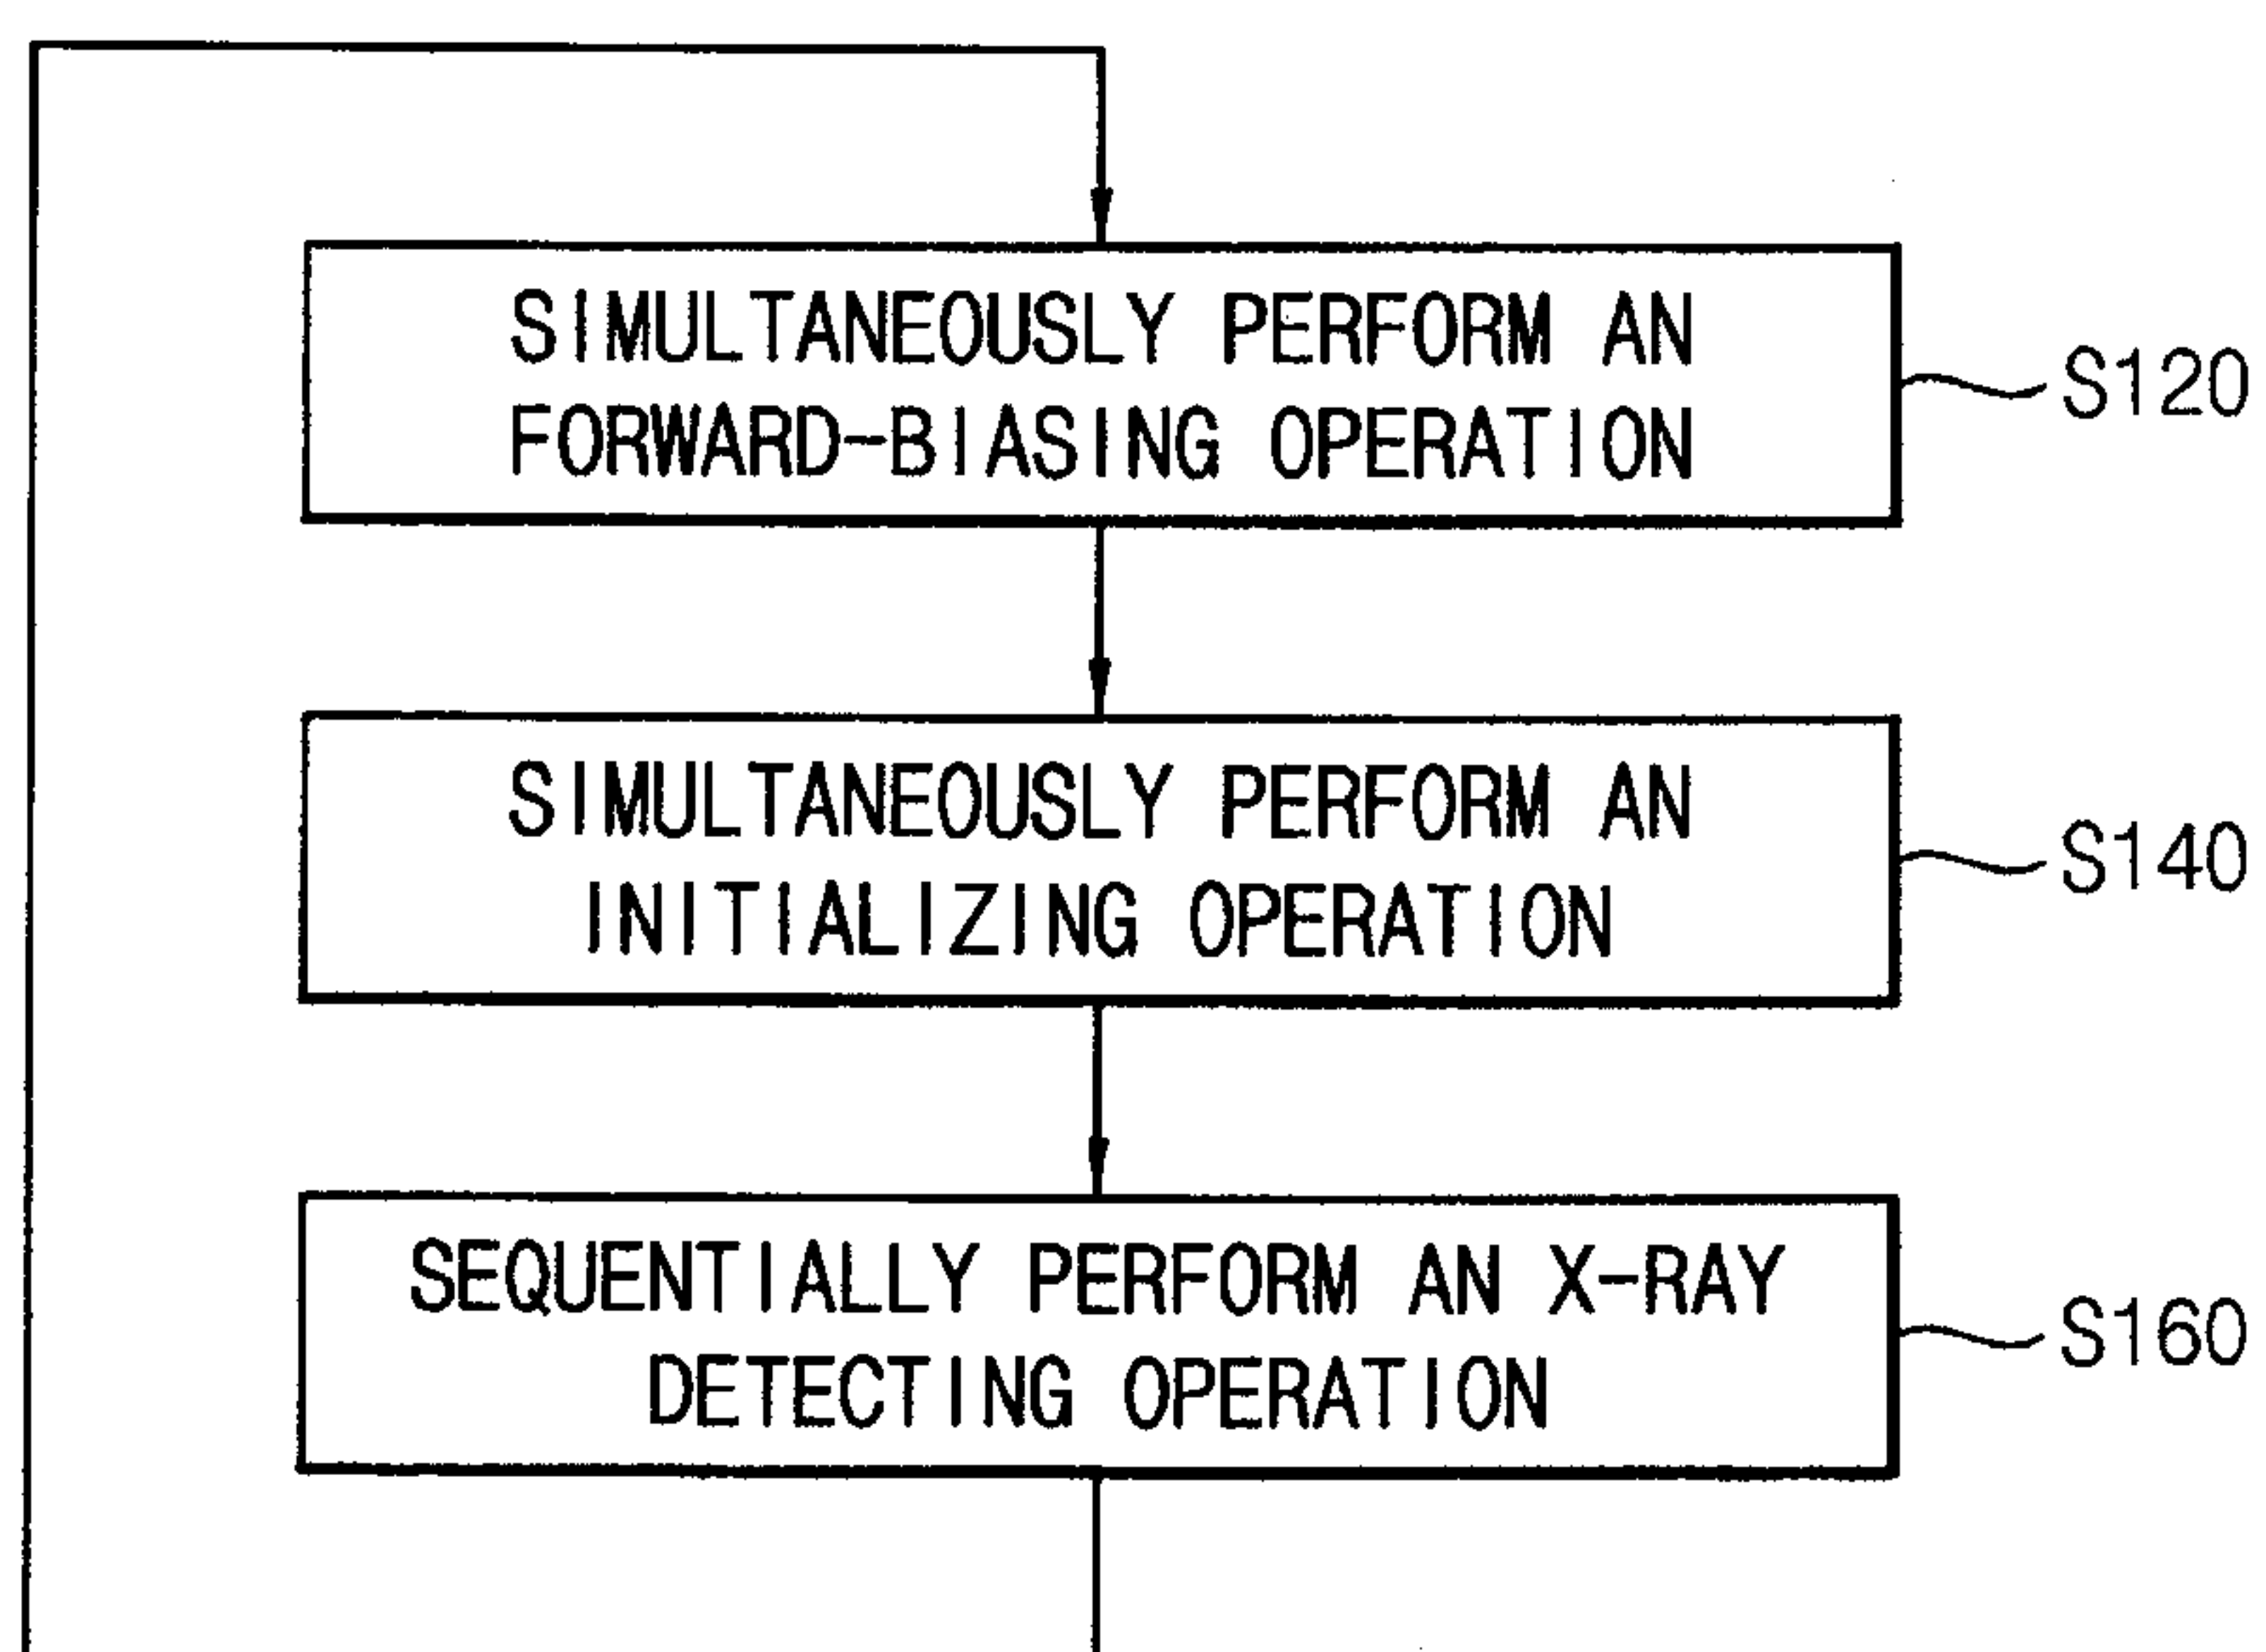 SIMULTANEOUSLY PERFORM AN
FORWARD-BIASING OPERATION
S120
SIMULTANEOUSLY PERFORM AN
INITIALIZING OPERATION
S140
SEQUENTIALLY PERFORM AN X-RAY
DETECTING OPERATION
S160